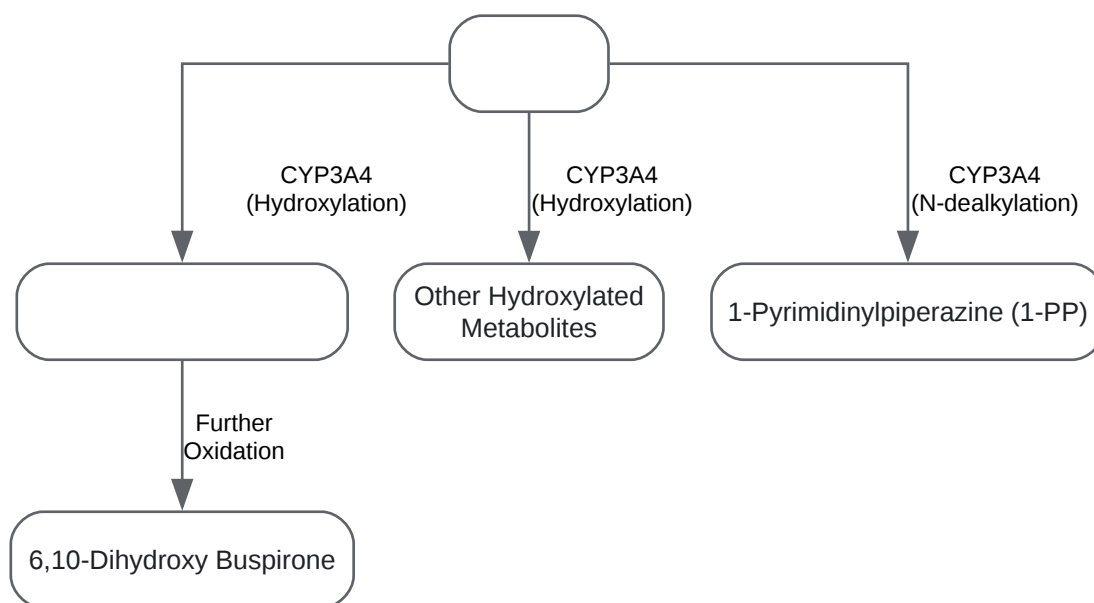 CYP3A4
(Hydroxylation)
CYP3A4
(Hydroxylation)
CYP3A4
(N-dealkylation)
Other Hydroxylated
Metabolites
1-Pyrimidinylpiperazine (1-PP)
Further
Oxidation
6,10-Dihydroxy Buspirone